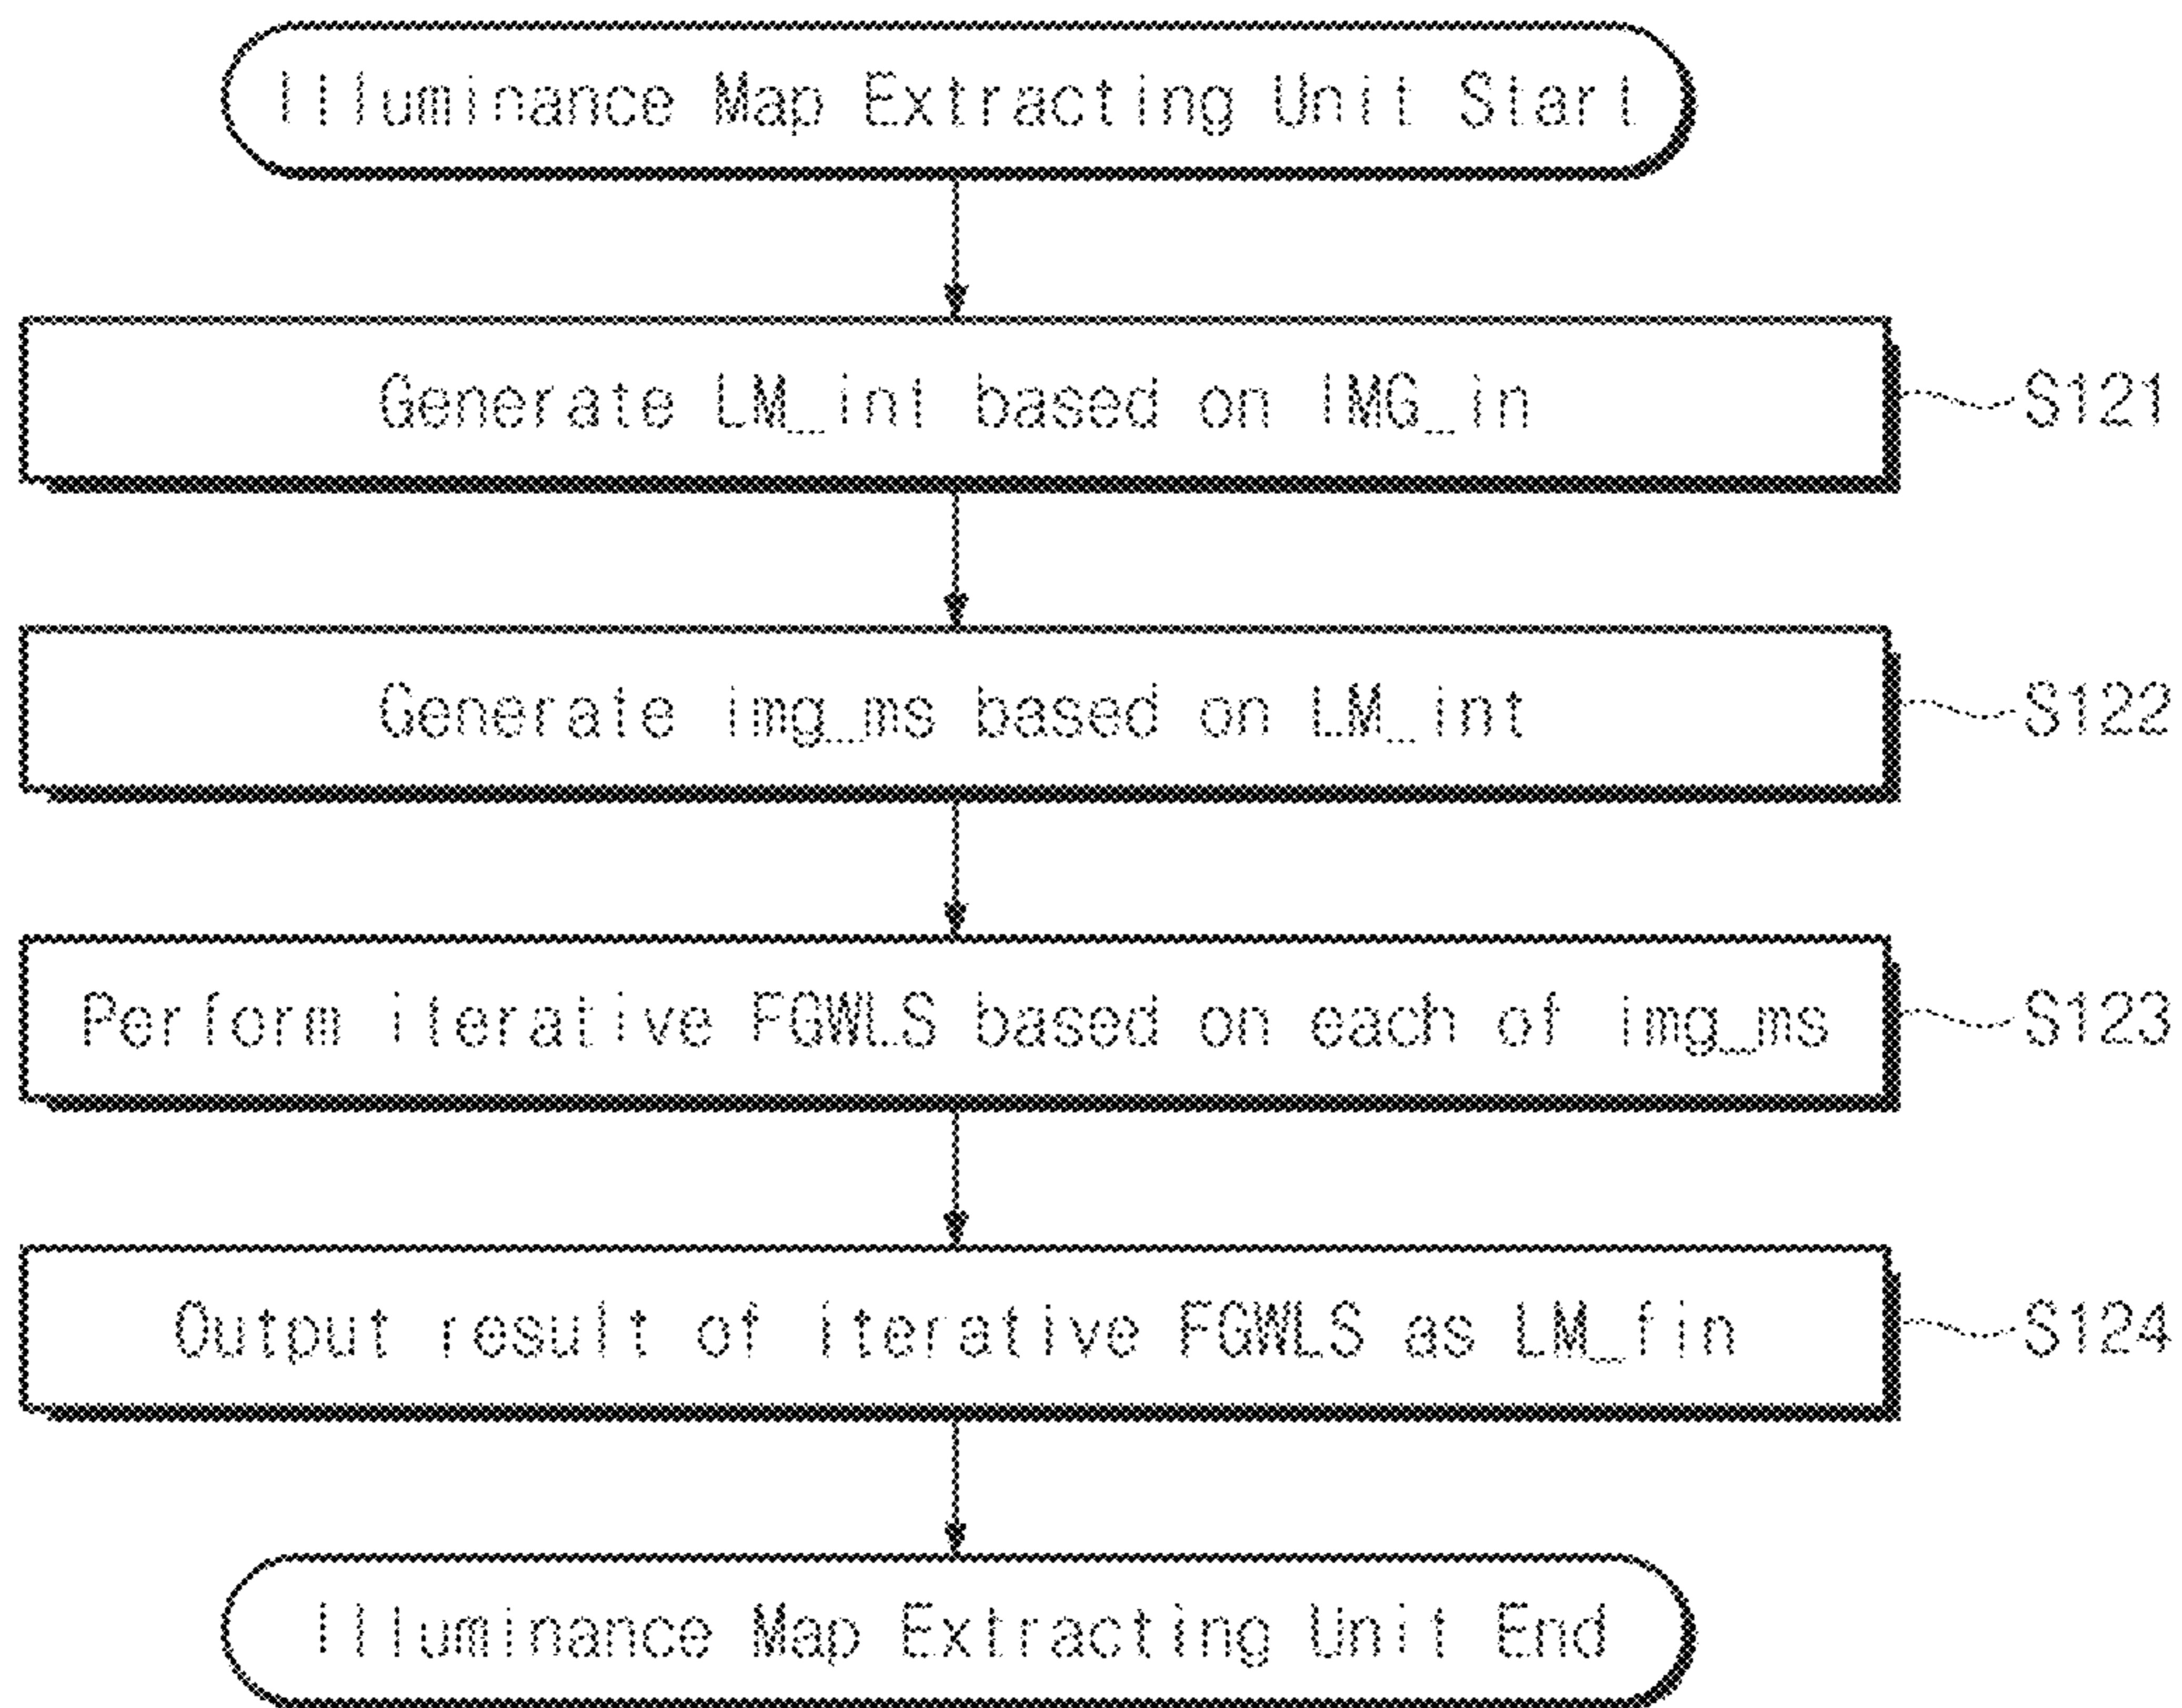 Illuminance Map Extracting Unit Start
Generate LM_int based on IMG_in
S121
Generate img_ms based on LM_int
S122
Perform iterative FGWLS based on each of img_ms
S123
Output result of iterative FGWLS as LM_fin
S124
Illuminance Map Extracting Unit End